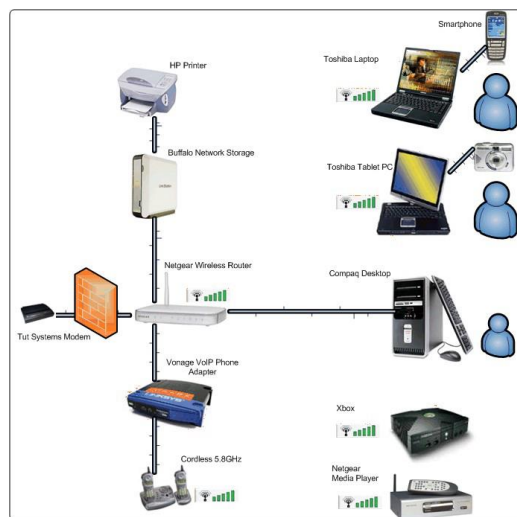 Smartphone
HP Printer
Toshiba Laptop
Buffalo Network Storage
Toshiba Tablet PC
Netgear Wireless Router
Compaq Desktop
Tut Systems Modem
Vonage VoIP Phone
Adapter
LINKSYS
Xbox
Cordless 5.8GHz
Netgear
Media Player